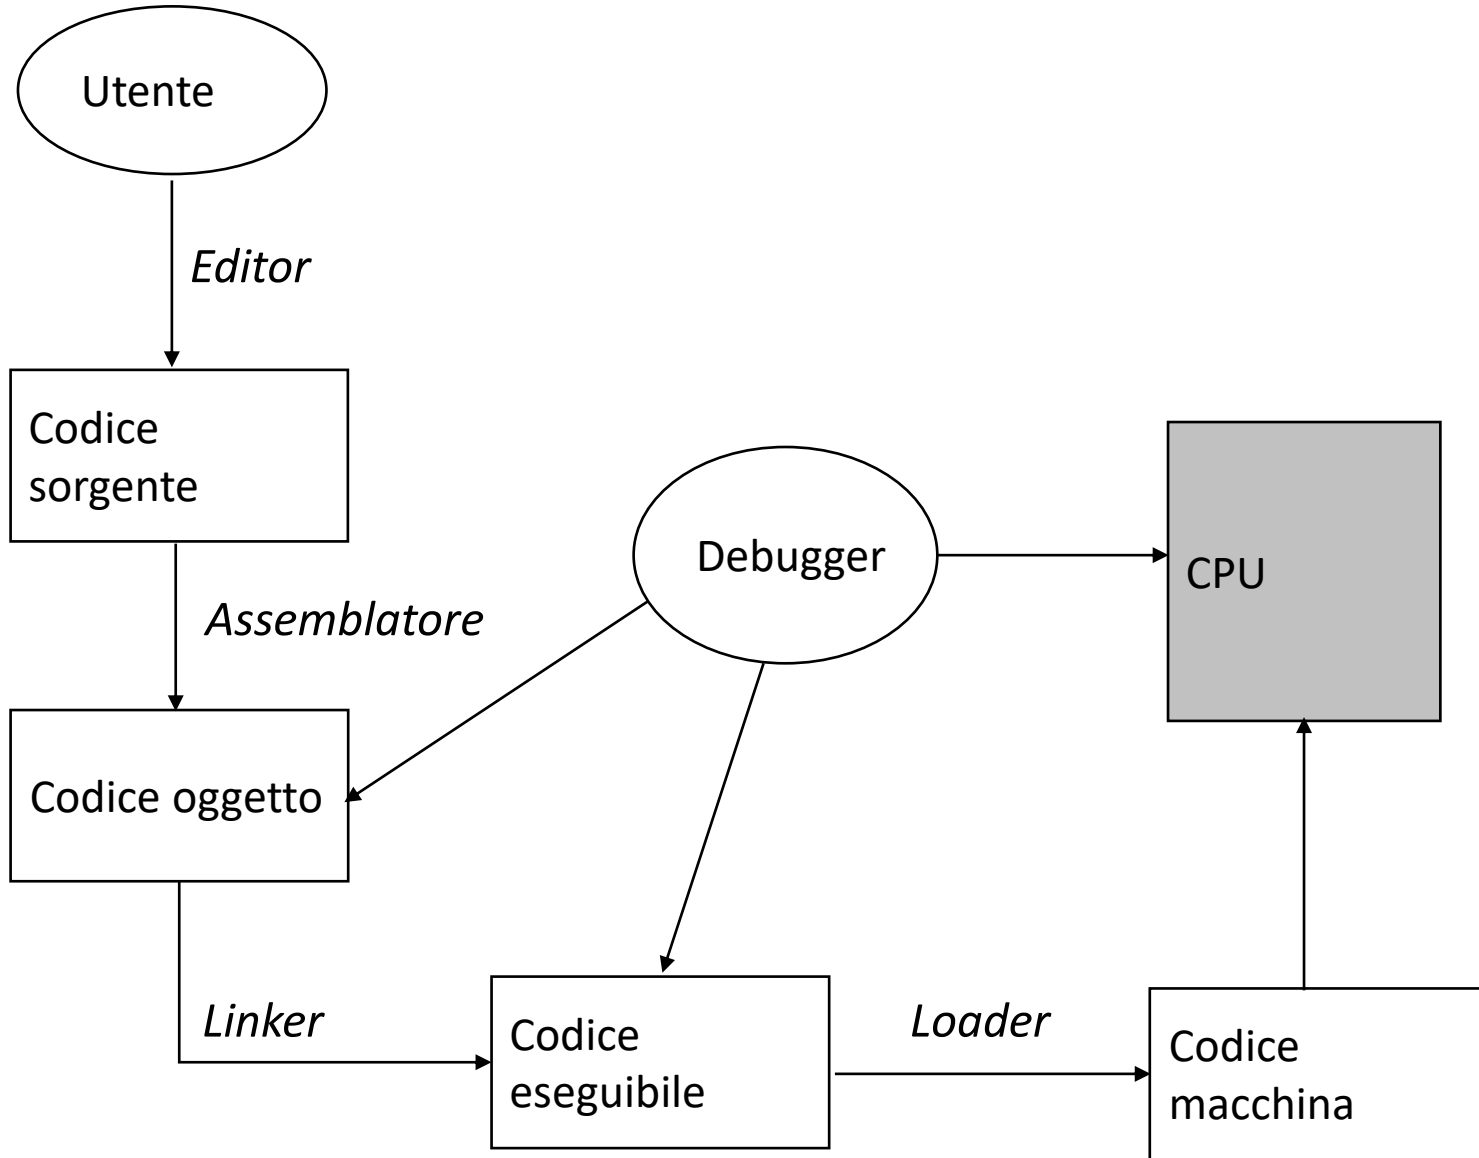 Utente
Editor
Codice
sorgente
Assemblatore
Debugger
CPU
Codice oggetto
Linker
Codice
eseguibile
Loader
Codice
macchina